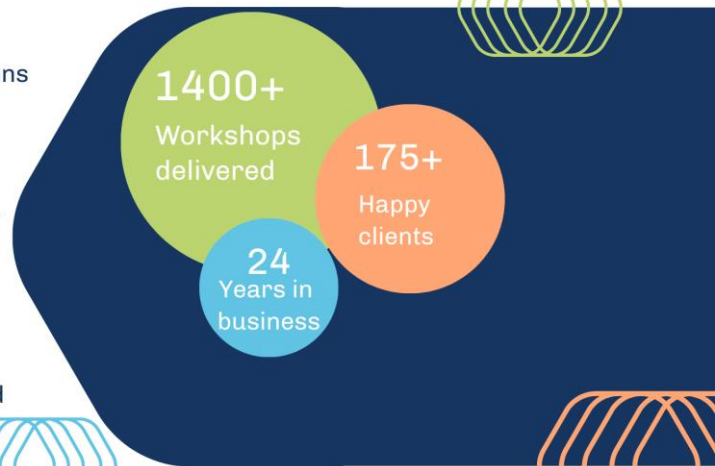 1400+
Workshops
delivered
175+
Happy
clients
24
Years in
business